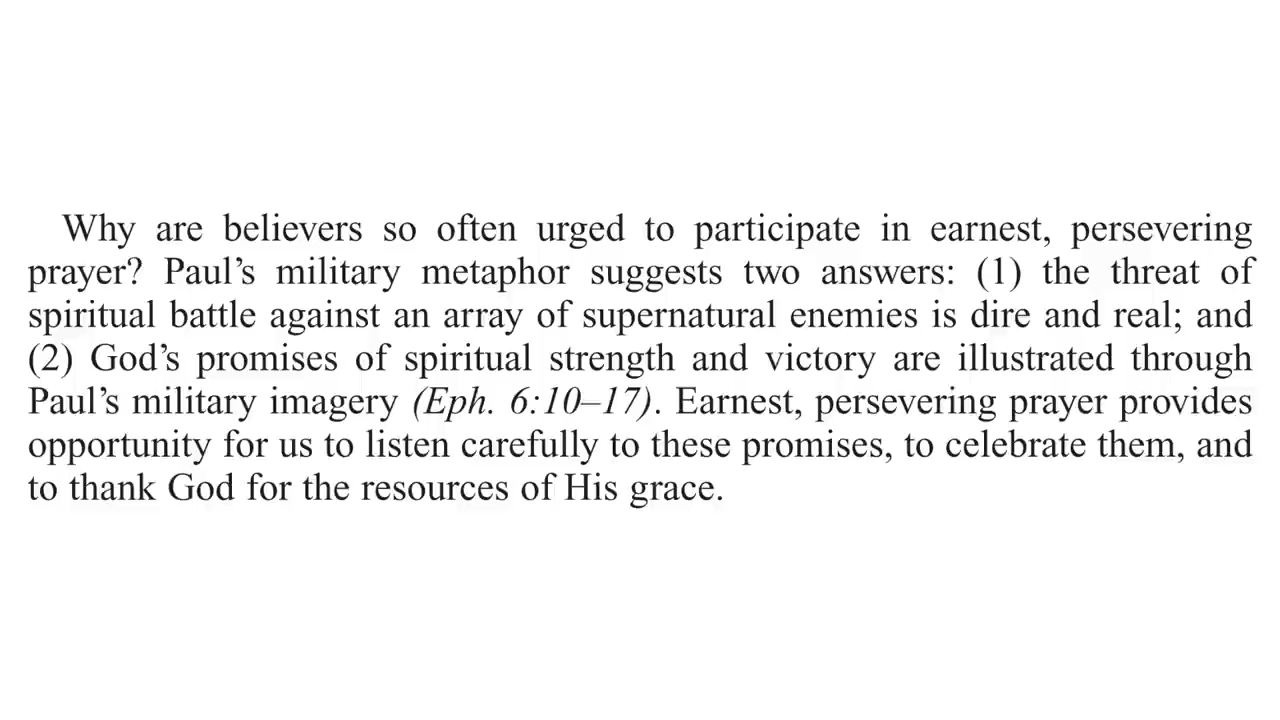 Why are believers so often urged to participate in earnest, persevering
prayer? Paul’s military metaphor suggests two answers: (1) the threat of
spiritual battle against an array of supernatural enemies is dire and real; and
(2) God’s promises of spiritual strength and victory are illustrated through
Paul’s military imagery (Eph. 6:10–17). Earnest, persevering prayer provides
opportunity for us to listen carefully to these promises, to celebrate them, and
to thank God for the resources of His grace.